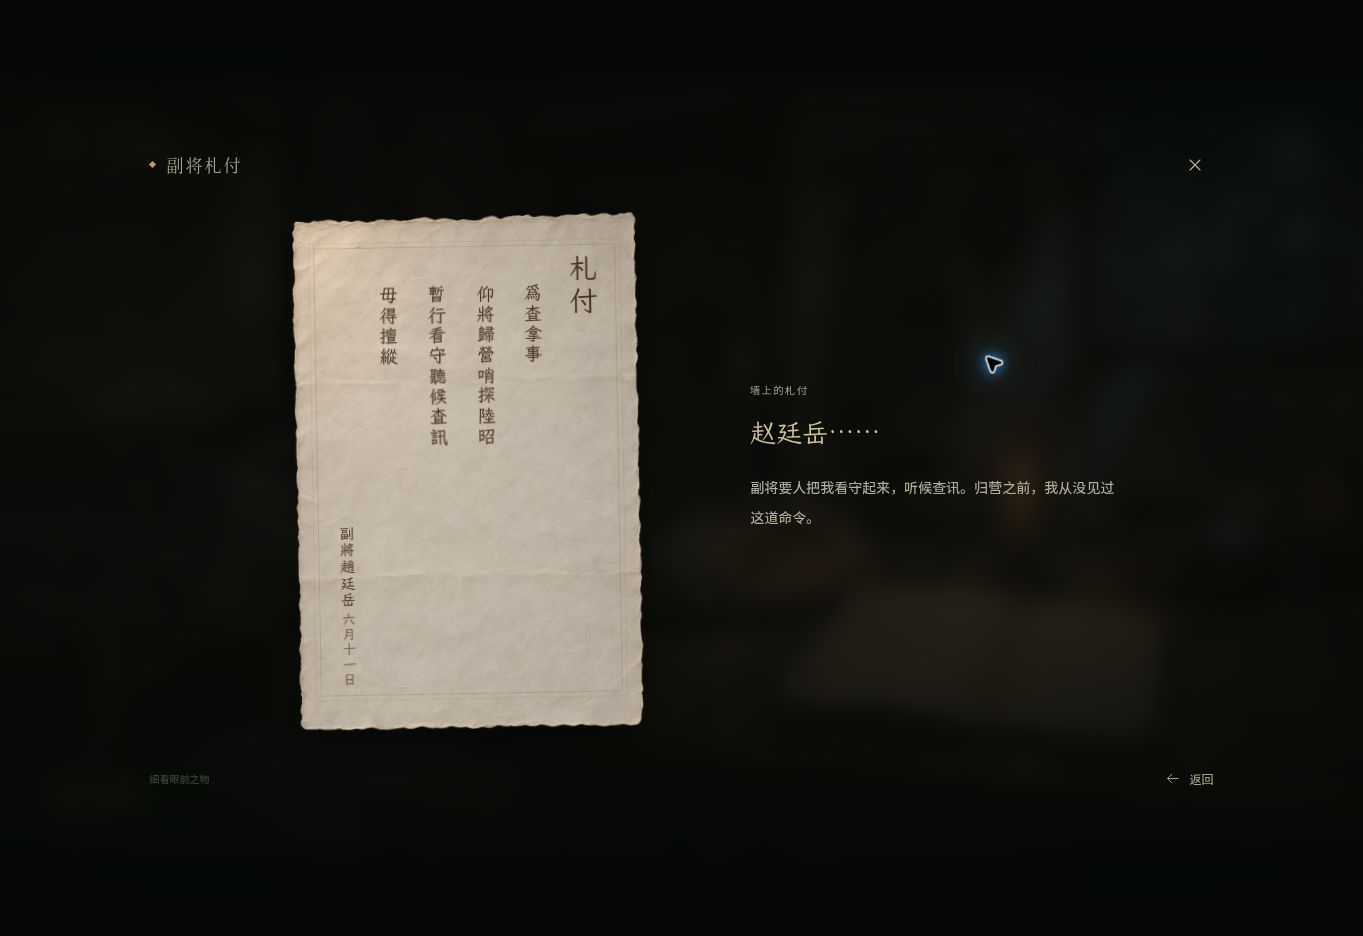 副将札付
札付
爲查拿事
仰將歸營哨探陸昭
暫行看守聽候查訊
毋得擅縱
副將趙廷岳六月十一日
墙上的札付
赵廷岳……
副将要人把我看守起来，听候查讯。归营之前，我从没见过
这道命令。
细看眼前之物
返回